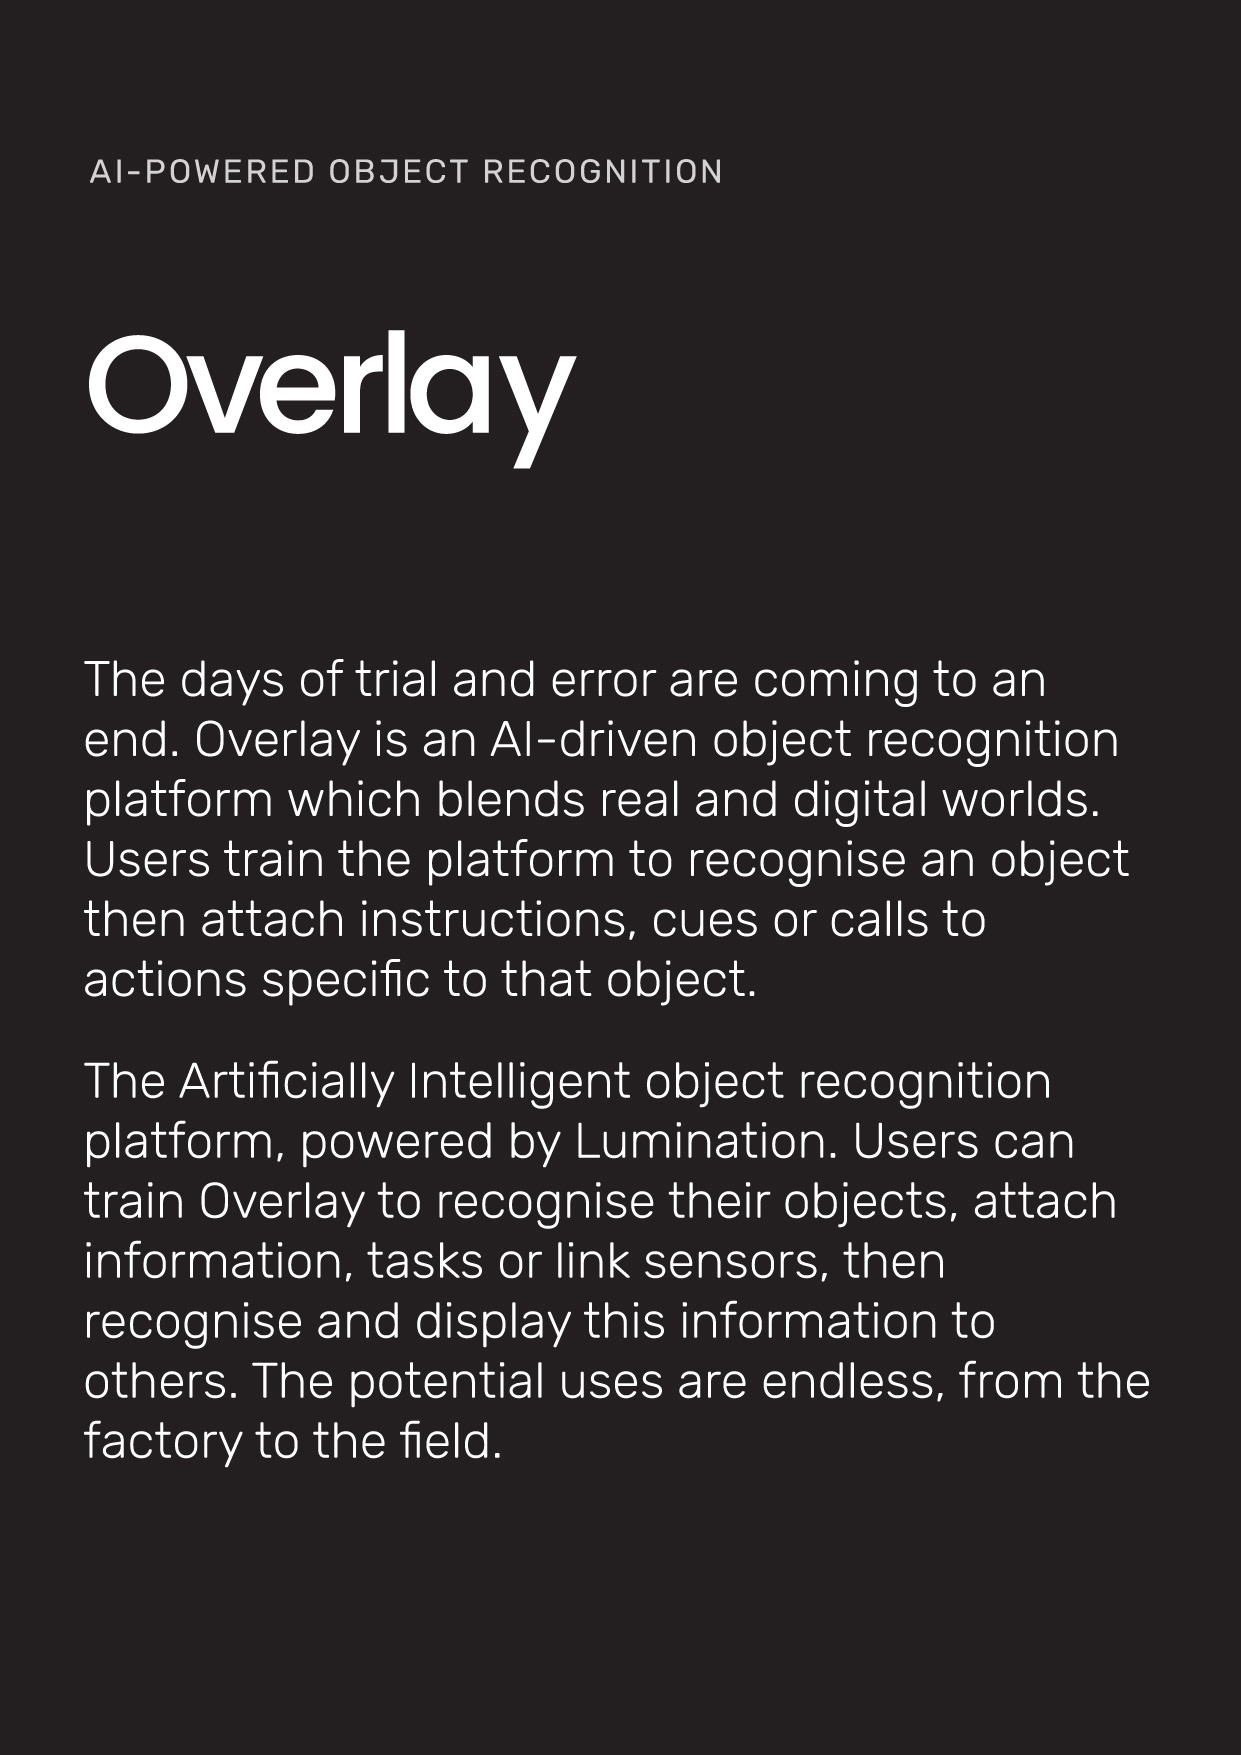 AI-POWERED OBJECT RECOGNITION
Overlay
The days of trial and error are coming to an
end. Overlay is an AI-driven object recognition
platform which blends real and digital worlds.
Users train the platform to recognise an object
then attach instructions, cues or calls to
actions specific to that object.
The Artificially Intelligent object recognition
platform, powered by Lumination. Users can
train Overlay to recognise their objects, attach
information, tasks or link sensors, then
recognise and display this information to
others. The potential uses are endless, from the
factory to the field.